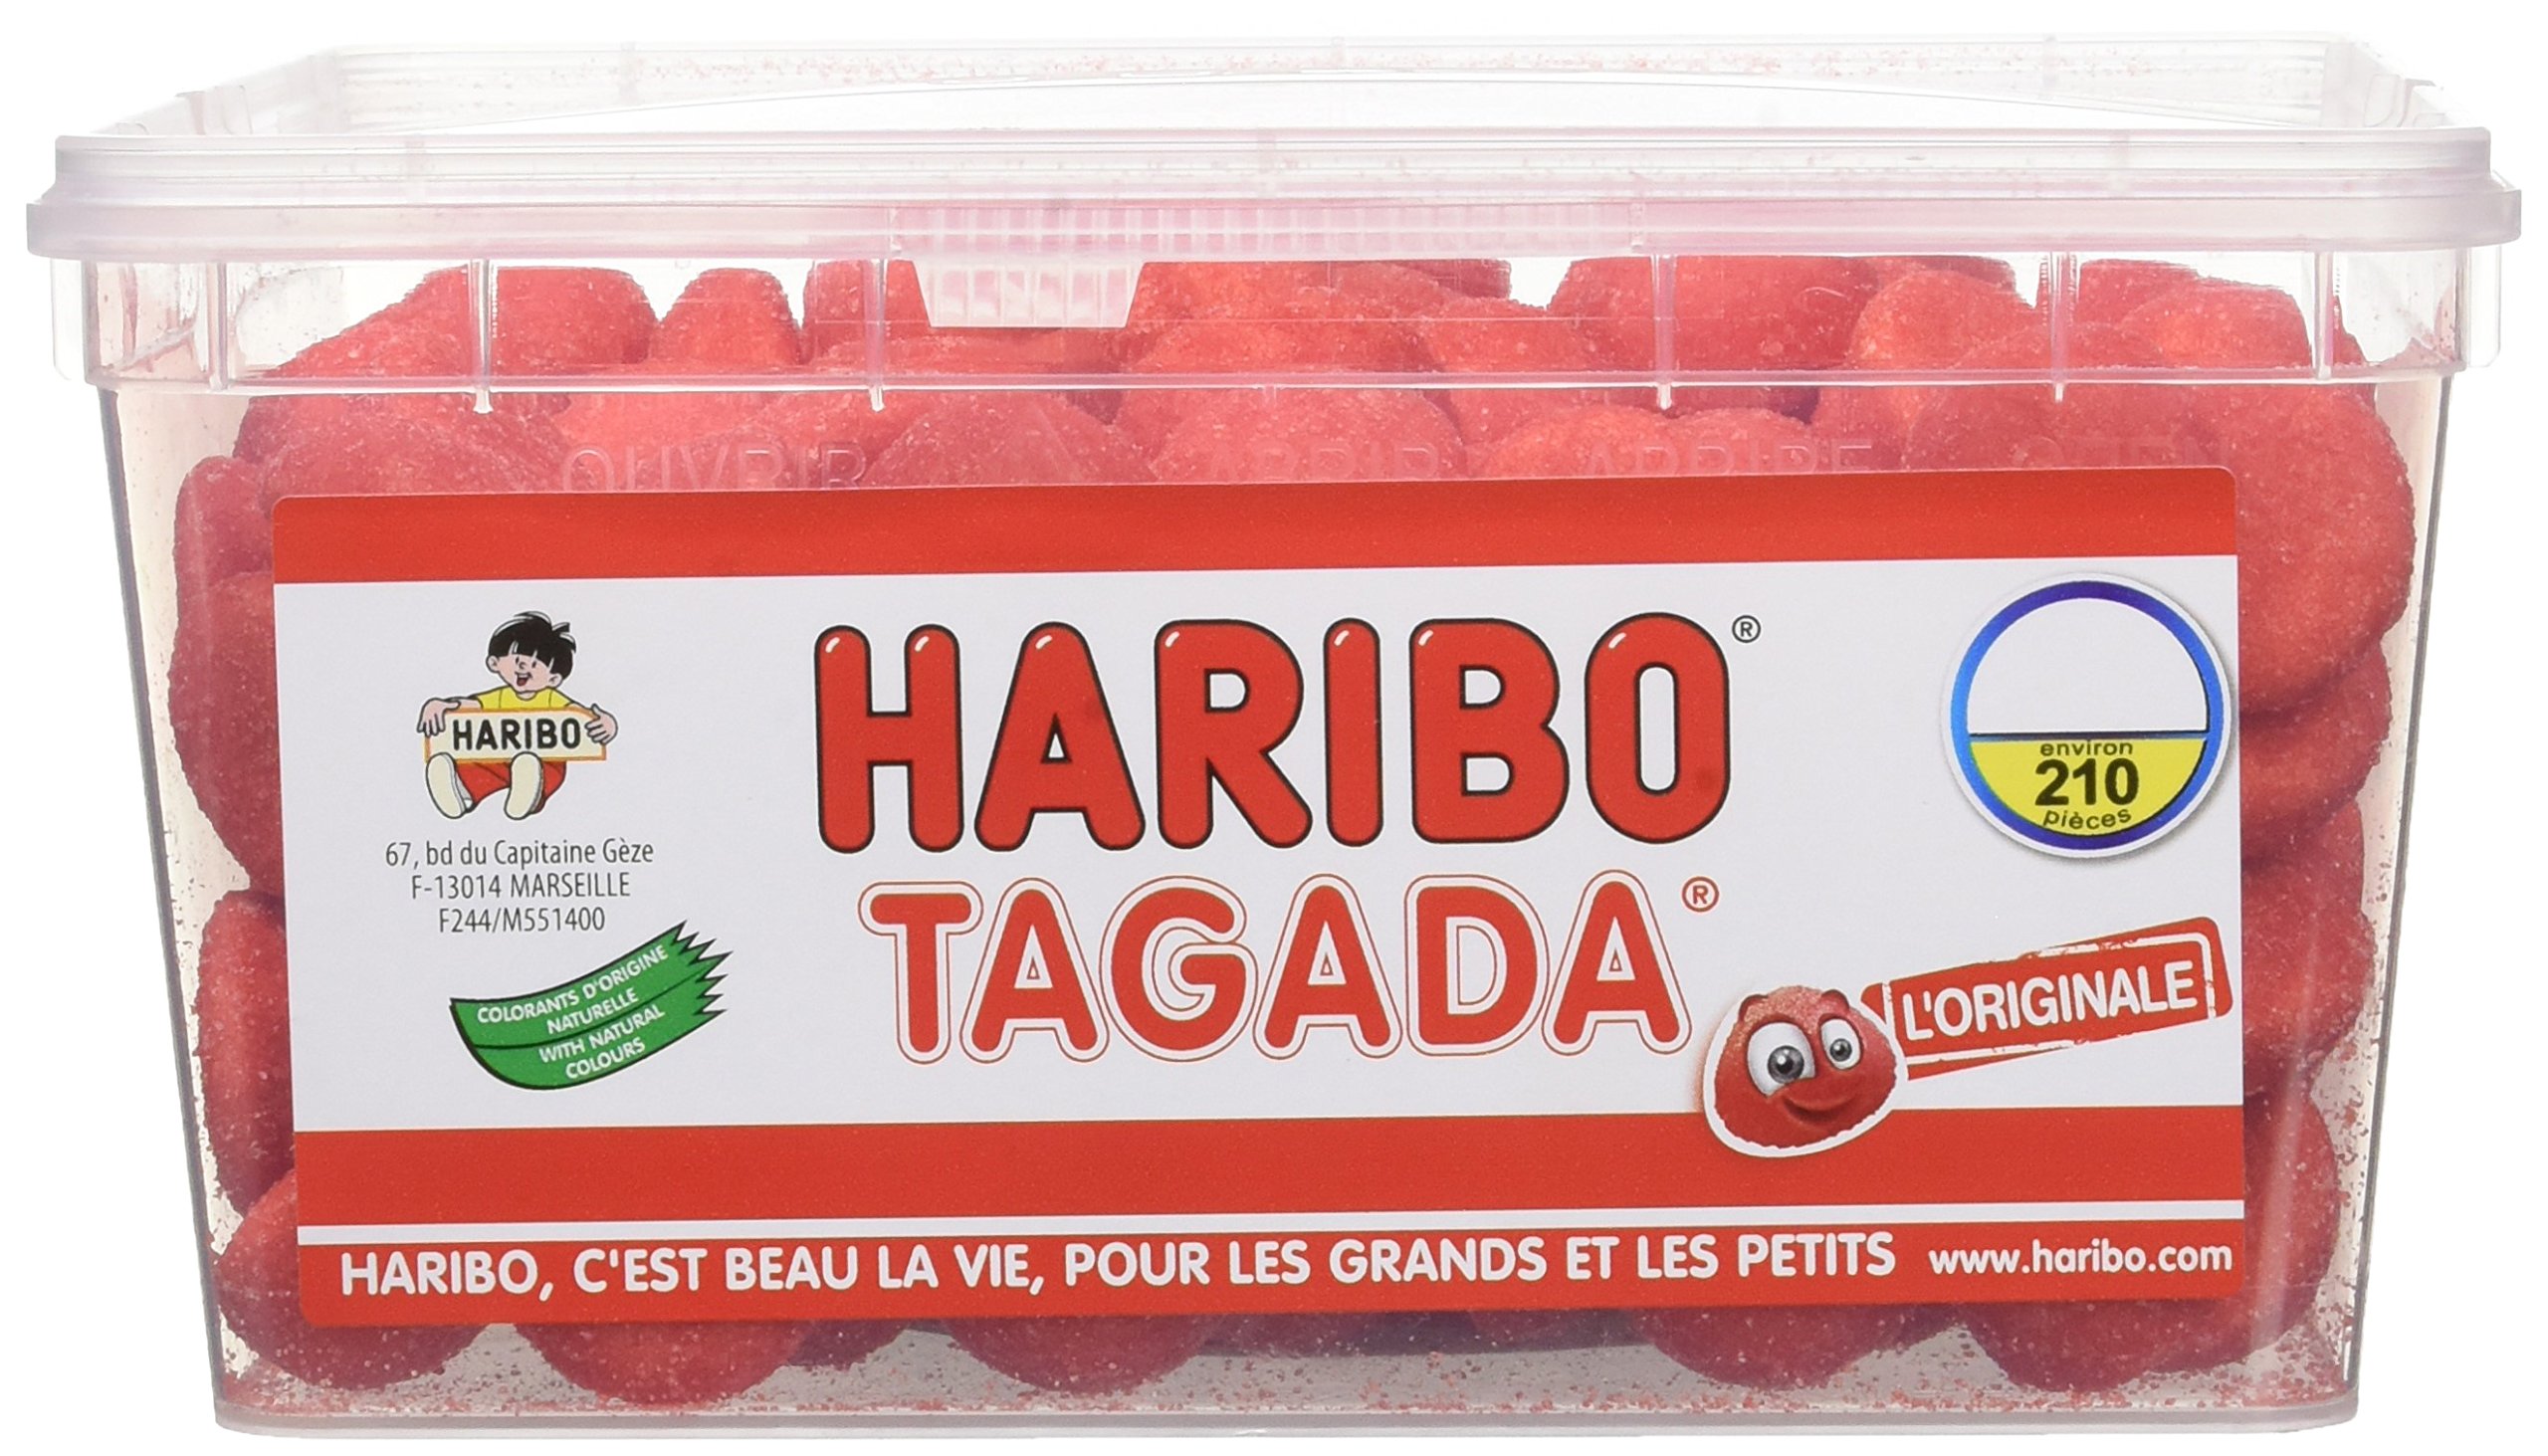 OUVRIR
HARIBO
67, bd du Capitaine Gèze
F-13014 MARSEILLE
F244/M551400
COLORANTS D'ORIGINE
NATURELLE
WITH NATURAL
COLOURS
HARIBO®
TAGADA®
environ
210
pièces
L'ORIGINALE
HARIBO, C'EST BEAU LA VIE, POUR LES GRANDS ET LES PETITS www.haribo.com